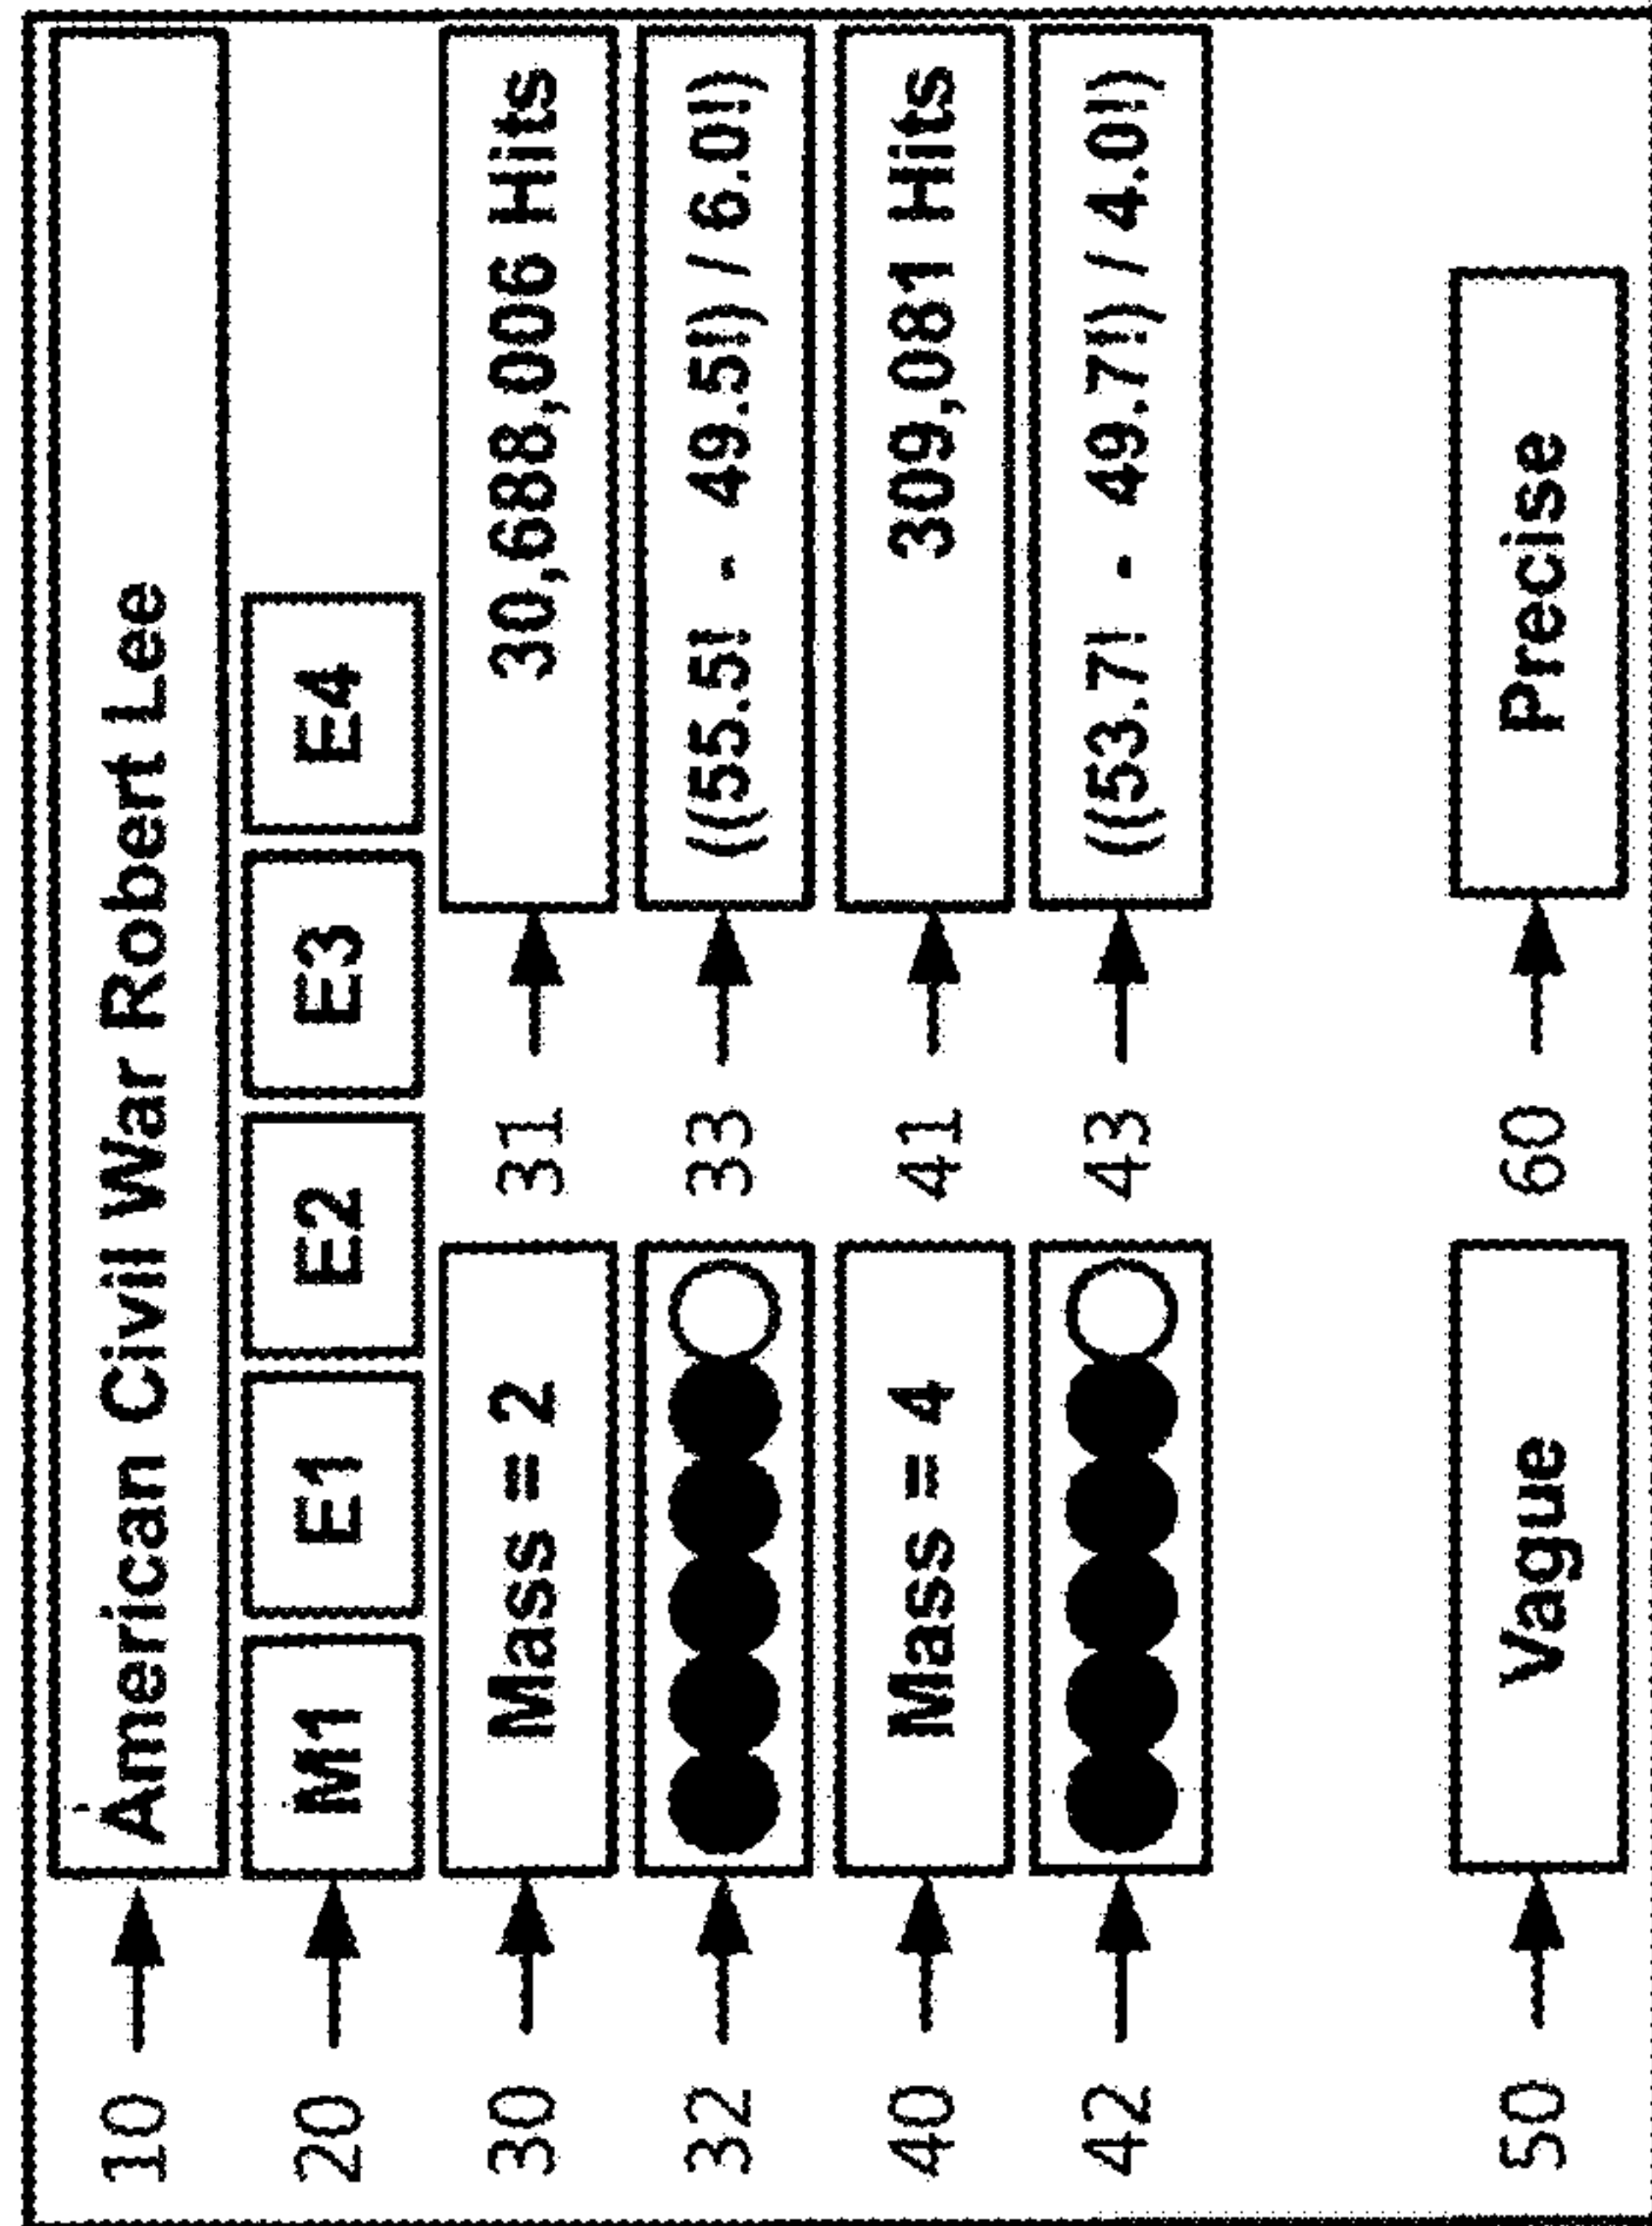 10 American Civil War Robert Lee
20 M1 E1 E2 E3 E4
30 Mass = 2 31 30,688,006 Hits
32 33 ((55.5!  -  49.5!) / 6.0!)
40 Mass = 4 41 309,081 Hits
42 43 ((53.7!  -  49.7!) / 4.0!)
50 Vague 60 Precise